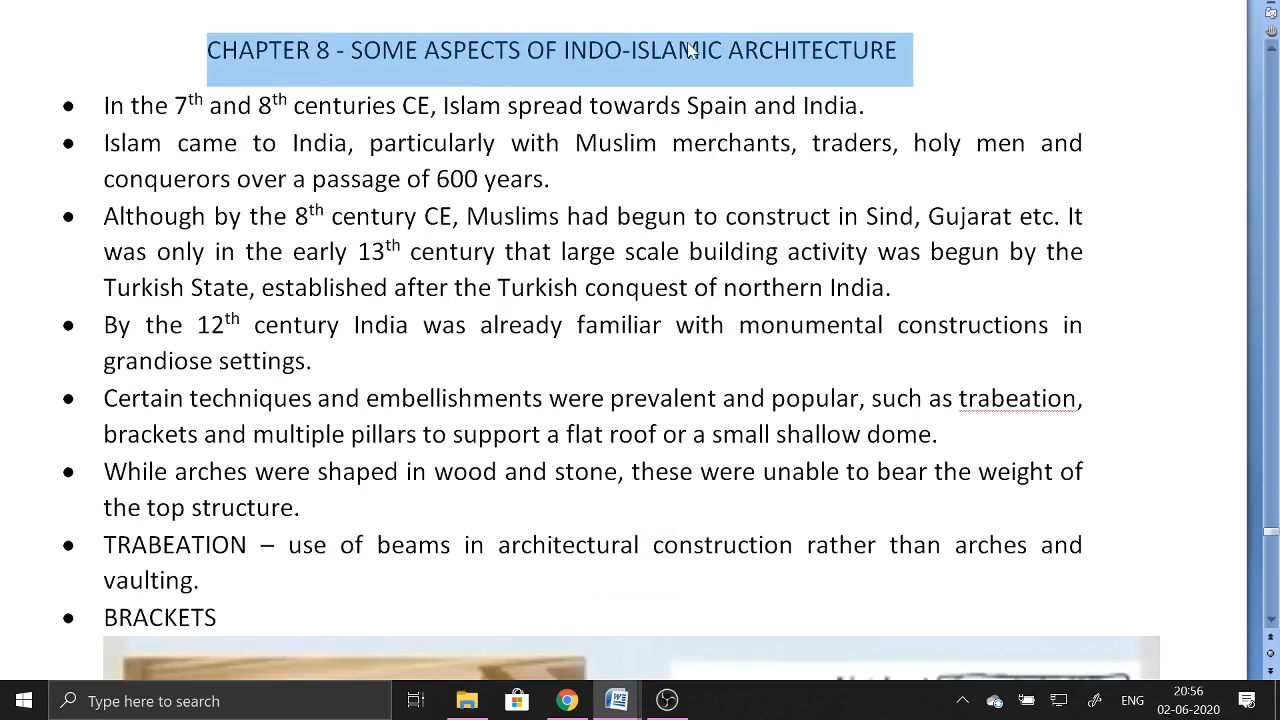 CHAPTER 8 - SOME ASPECTS OF INDO-ISLAMIC ARCHITECTURE
• In the 7th and 8th centuries CE, Islam spread towards Spain and India.
• Islam came to India, particularly with Muslim merchants, traders, holy men and
conquerors over a passage of 600 years.
• Although by the 8th century CE, Muslims had begun to construct in Sind, Gujarat etc. It
was only in the early 13th century that large scale building activity was begun by the
Turkish State, established after the Turkish conquest of northern India.
• By the 12th century India was already familiar with monumental constructions in
grandiose settings.
• Certain techniques and embellishments were prevalent and popular, such as trabeation,
brackets and multiple pillars to support a flat roof or a small shallow dome.
• While arches were shaped in wood and stone, these were unable to bear the weight of
the top structure.
• TRABEATION – use of beams in architectural construction rather than arches and
vaulting.
• BRACKETS
Type here to search
ENG
20:56
02-06-2020